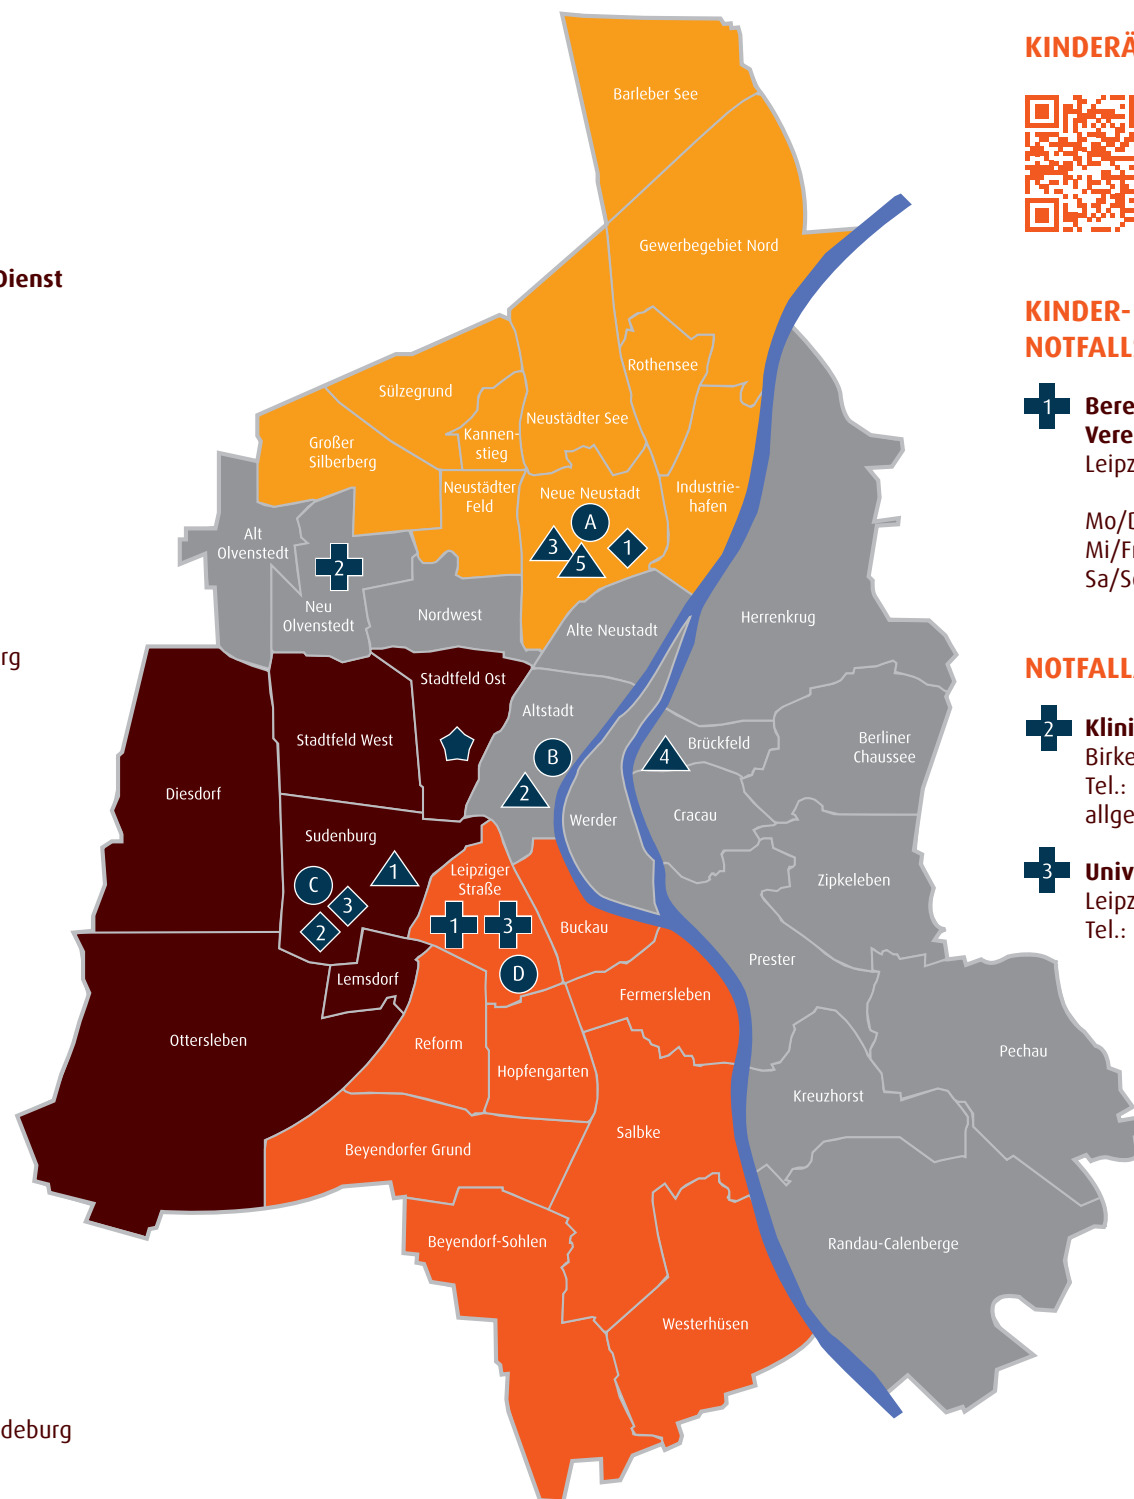 Dienst
rg
deburg
Barleber See
Gewerbegebiet Nord
Rothensee
Sülzegrund
Kannen-
stieg
Neustädter See
Großer
Silberberg
Neustädter
Feld
Neue Neustadt
Industrie-
hafen
A
3
5
1
Alt
Olvenstedt
2
Neu
Olvenstedt
Nordwest
Alte Neustadt
Herrenkrug
Stadtfeld Ost
Stadtfeld West
Altstadt
B
2
4
Brückfeld
Berliner
Chaussee
Diesdorf
Werder
Cracau
Sudenburg
C
1
3
2
Leipziger
Straße
1
3
D
Buckau
Zipkeleben
Prester
Lemsdorf
Fermersleben
Ottersleben
Reform
Hopfengarten
Pechau
Kreuzhorst
Salbke
Beyendorfer Grund
Beyendorf-Sohlen
Randau-Calenberge
Westerhüsen
KINDERÄ
KINDER-
NOTFALL
1 Bere
Vere
Leipz
Mo/D
Mi/Fr
Sa/So
NOTFALL
2 Klini
Birke
Tel.:
allge
3 Univ
Leipz
Tel.: